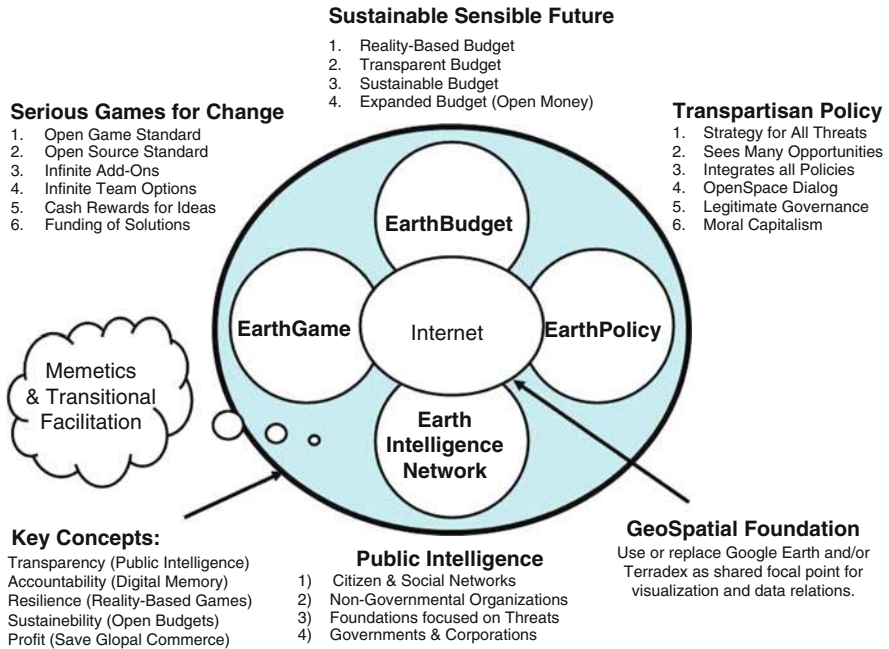 Sustainable Sensible Future
1. Reality-Based Budget
2. Transparent Budget
3. Sustainable Budget
4. Expanded Budget (Open Money)
Serious Games for Change
1. Open Game Standard
2. Open Source Standard
3. Infinite Add-Ons
4. Infinite Team Options
5. Cash Rewards for Ideas
6. Funding of Solutions
Transpartisan Policy
1. Strategy for All Threats
2. Sees Many Opportunities
3. Integrates all Policies
4. OpenSpace Dialog
5. Legitimate Governance
6. Moral Capitalism
EarthBudget
EarthGame
Internet
EarthPolicy
Memetics
& Transitional
Facilitation
Earth
Intelligence
Network
Key Concepts:
Transparency (Public Intelligence)
Accountability (Digital Memory)
Resilience (Reality-Based Games)
Sustainebility (Open Budgets)
Profit (Save Glopal Commerce)
Public Intelligence
1) Citizen & Social Networks
2) Non-Governmental Organizations
3) Foundations focused on Threats
4) Governments & Corporations
GeoSpatial Foundation
Use or replace Google Earth and/or
Terradex as shared focal point for
visualization and data relations.